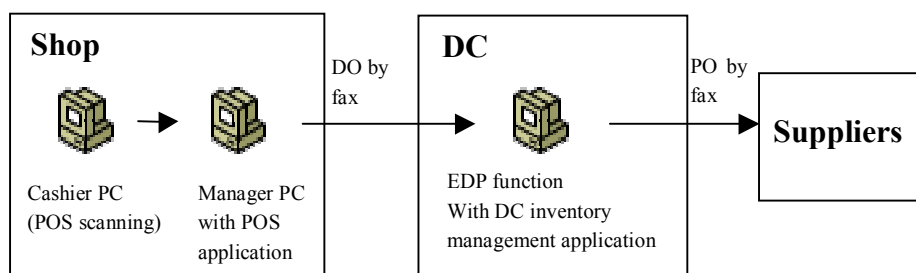 Shop
DC
DO by
fax
PO by
fax
Suppliers
Cashier PC
(POS scanning)
Manager PC
with POS
application
EDP function
With DC inventory
management application